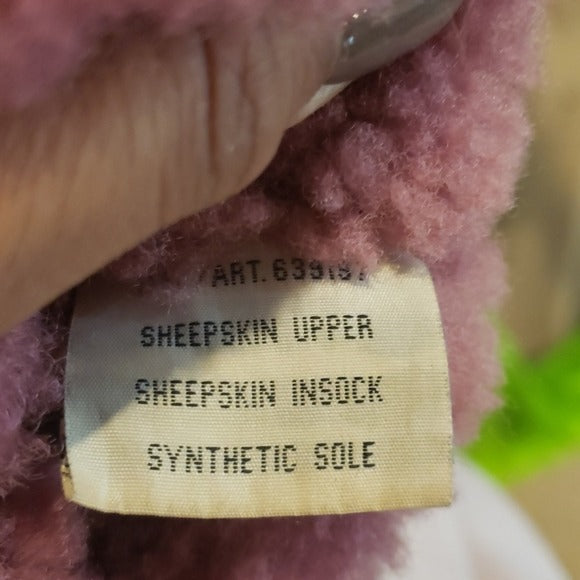 ART. 639197
SHEEPSKIN UPPER
SHEEPSKIN INSOCK
SYNTHETIC SOLE